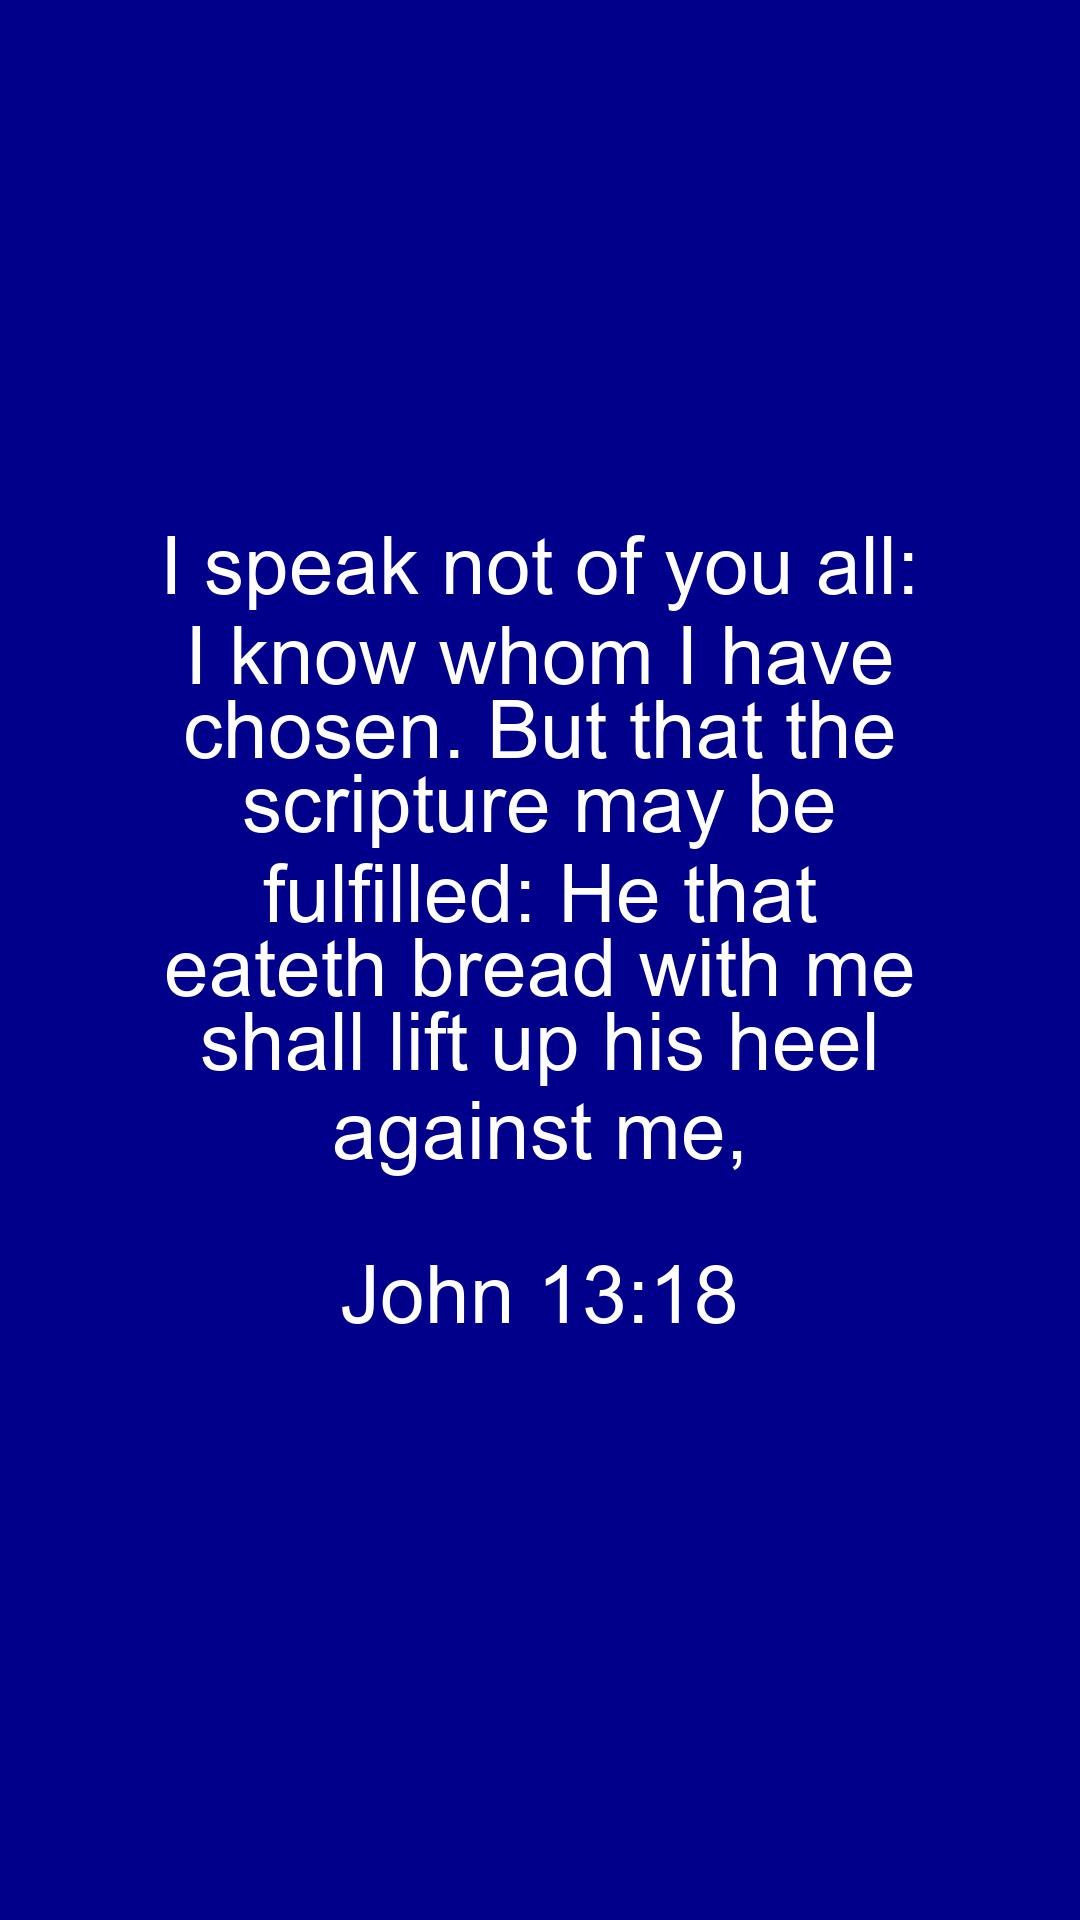 I speak not of you all:
I know whom I have
chosen. But that the
scripture may be
fulfilled: He that
eateth bread with me
shall lift up his heel
against me,
John 13:18